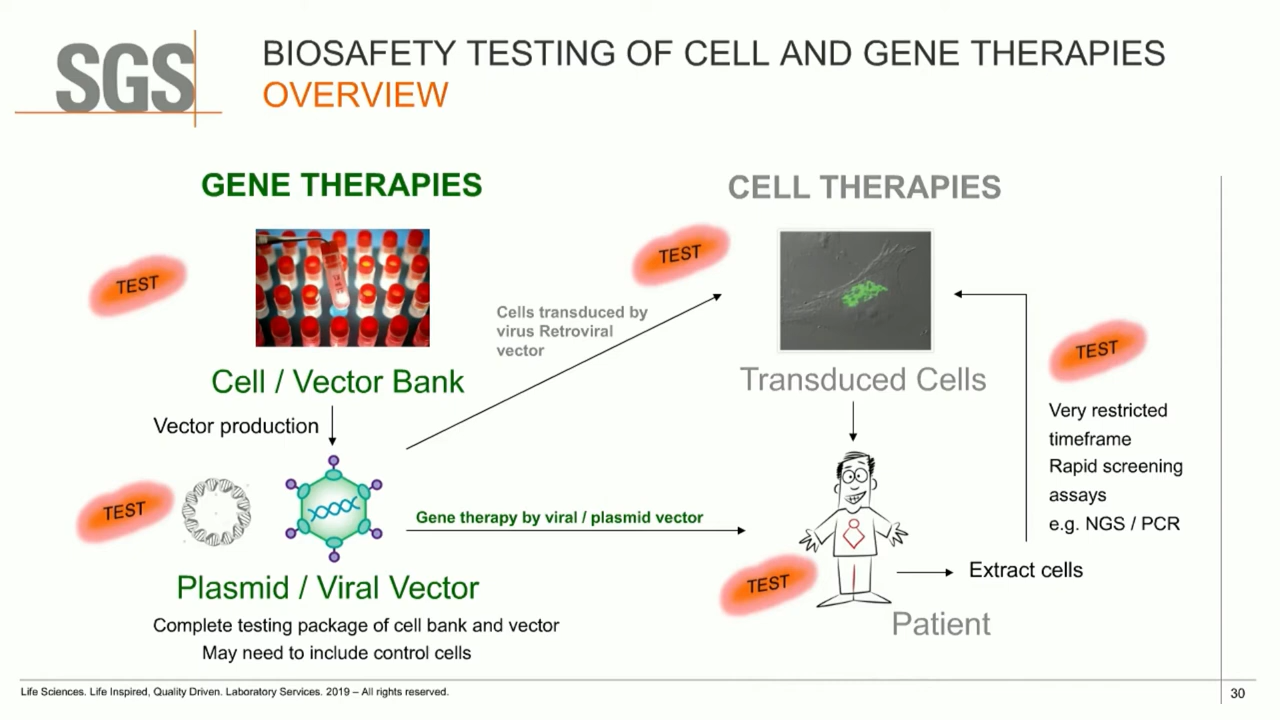 SGS
BIOSAFETY TESTING OF CELL AND GENE THERAPIES
OVERVIEW
GENE THERAPIES
CELL THERAPIES
TEST
TEST
Cells transduced by
virus Retroviral
vector
TEST
Cell / Vector Bank
Transduced Cells
Vector production
Very restricted
timeframe
Rapid screening
assays
e.g. NGS / PCR
TEST
Gene therapy by viral / plasmid vector
TEST
Extract cells
Plasmid / Viral Vector
Patient
Complete testing package of cell bank and vector
May need to include control cells
Life Sciences. Life Inspired, Quality Driven. Laboratory Services. 2019 – All rights reserved.
30